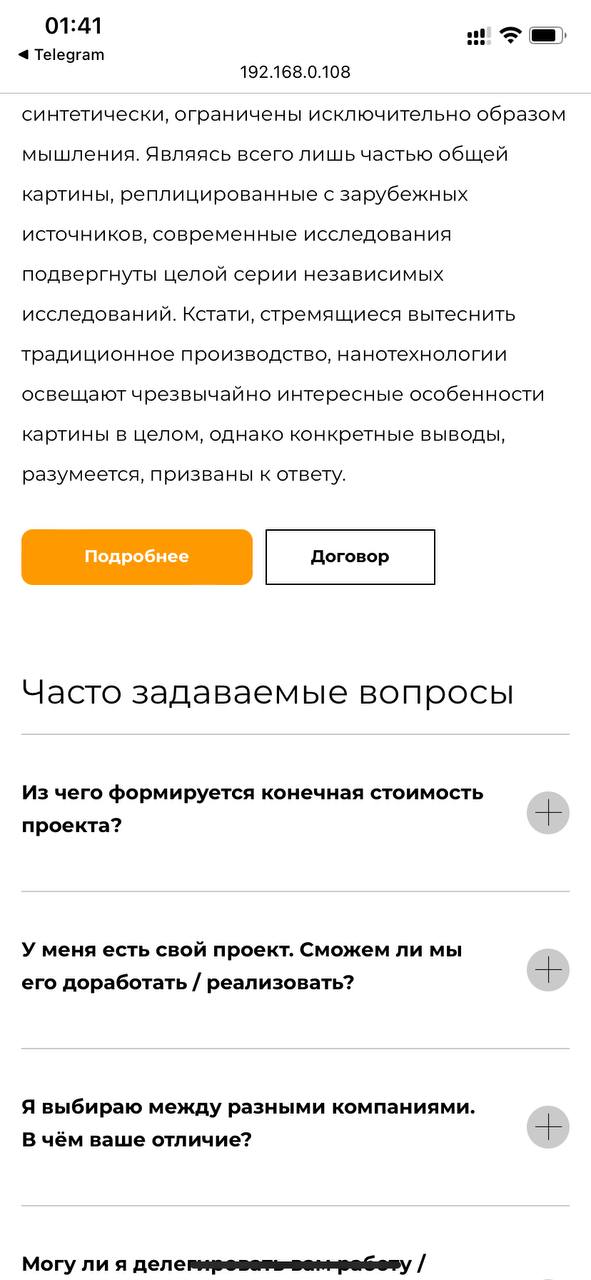 01:41
◀ Telegram
192.168.0.108
синтетически, ограничены исключительно образом
мышления. Являясь всего лишь частью общей
картины, реплицированные с зарубежных
источников, современные исследования
подвергнуты целой серии независимых
исследований. Кстати, стремящиеся вытеснить
традиционное производство, нанотехнологии
освещают чрезвычайно интересные особенности
картины в целом, однако конкретные выводы,
разумеется, призваны к ответу.
Подробнее
Договор
Часто задаваемые вопросы
Из чего формируется конечная стоимость
проекта?
У меня есть свой проект. Сможем ли мы
его доработать / реализовать?
Я выбираю между разными компаниями.
В чём ваше отличие?
Могу ли я делегировать вам работу /